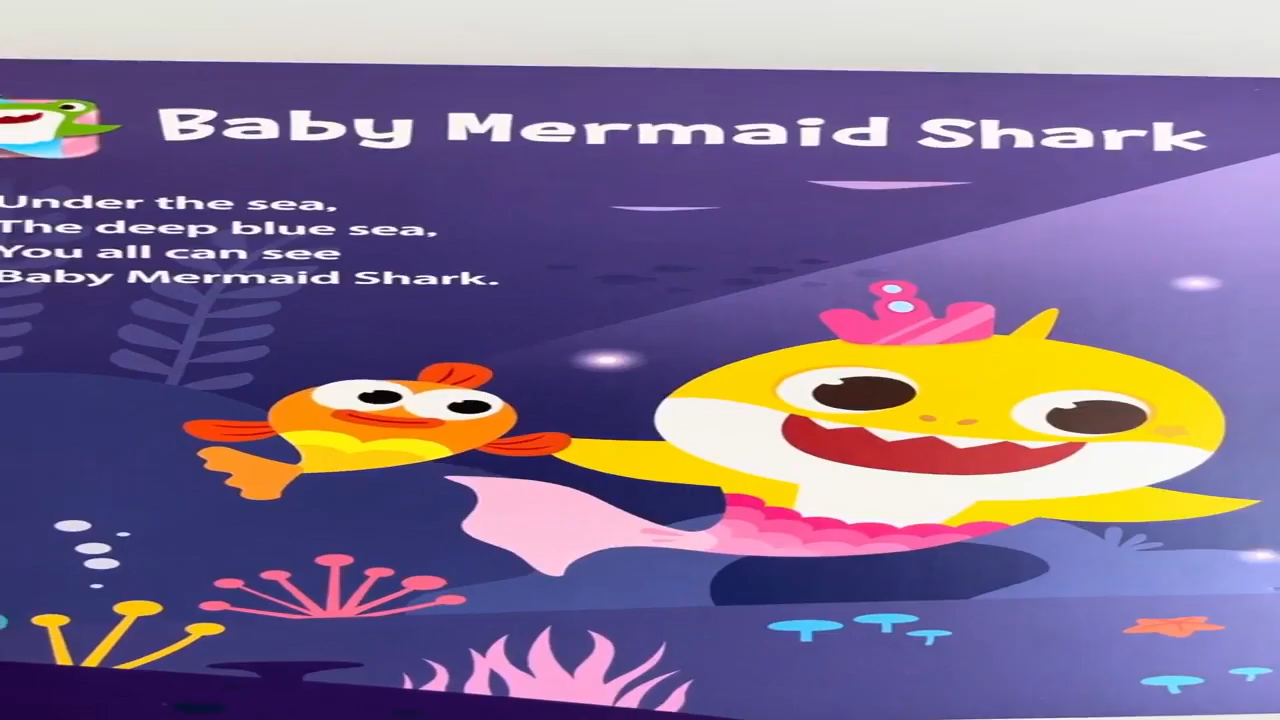 Baby Mermaid Shark
Under the sea,
The deep blue sea,
You all can see
Baby Mermaid Shark.